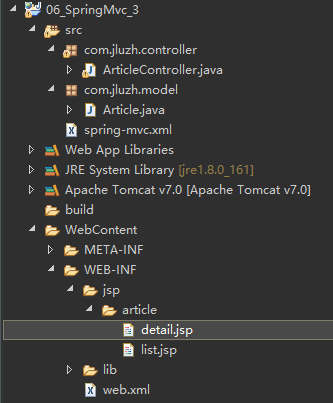 06_SpringMvc_3
src
com.jluzh.controller
ArticleController.java
com.jluzh.model
Article.java
spring-mvc.xml
Web App Libraries
JRE System Library [jre1.8.0_161]
Apache Tomcat v7.0 [Apache Tomcat v7.0]
build
WebContent
META-INF
WEB-INF
jsp
article
detail.jsp
list.jsp
lib
web.xml